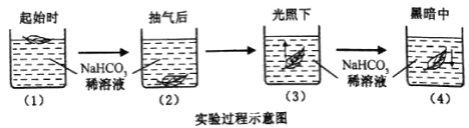 起始时 抽气后 光照下 黑暗中
NaHCO₃ NaHCO₃
稀溶液 稀溶液
(1) (2) (3) (4)
实验过程示意图